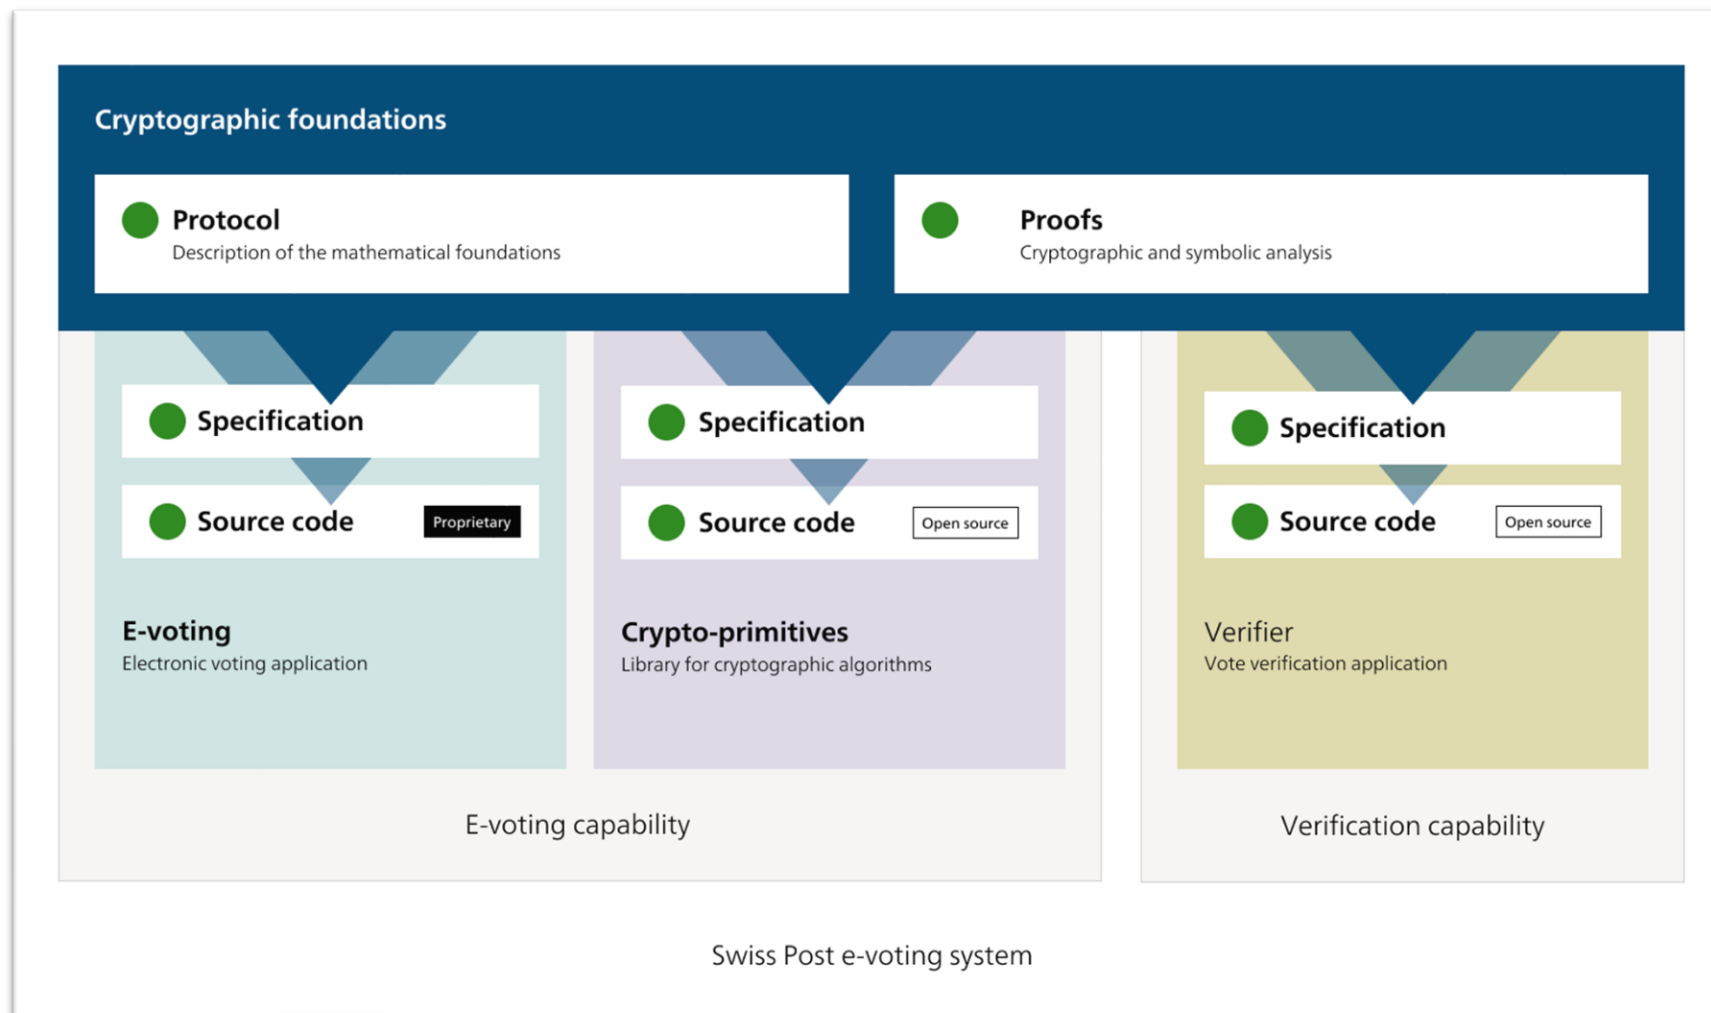 Cryptographic foundations
Protocol
Description of the mathematical foundations
Proofs
Cryptographic and symbolic analysis
Specification
Source code
Proprietary
E-voting
Electronic voting application
Specification
Source code
Open source
Crypto-primitives
Library for cryptographic algorithms
E-voting capability
Specification
Source code
Open source
Verifier
Vote verification application
Verification capability
Swiss Post e-voting system